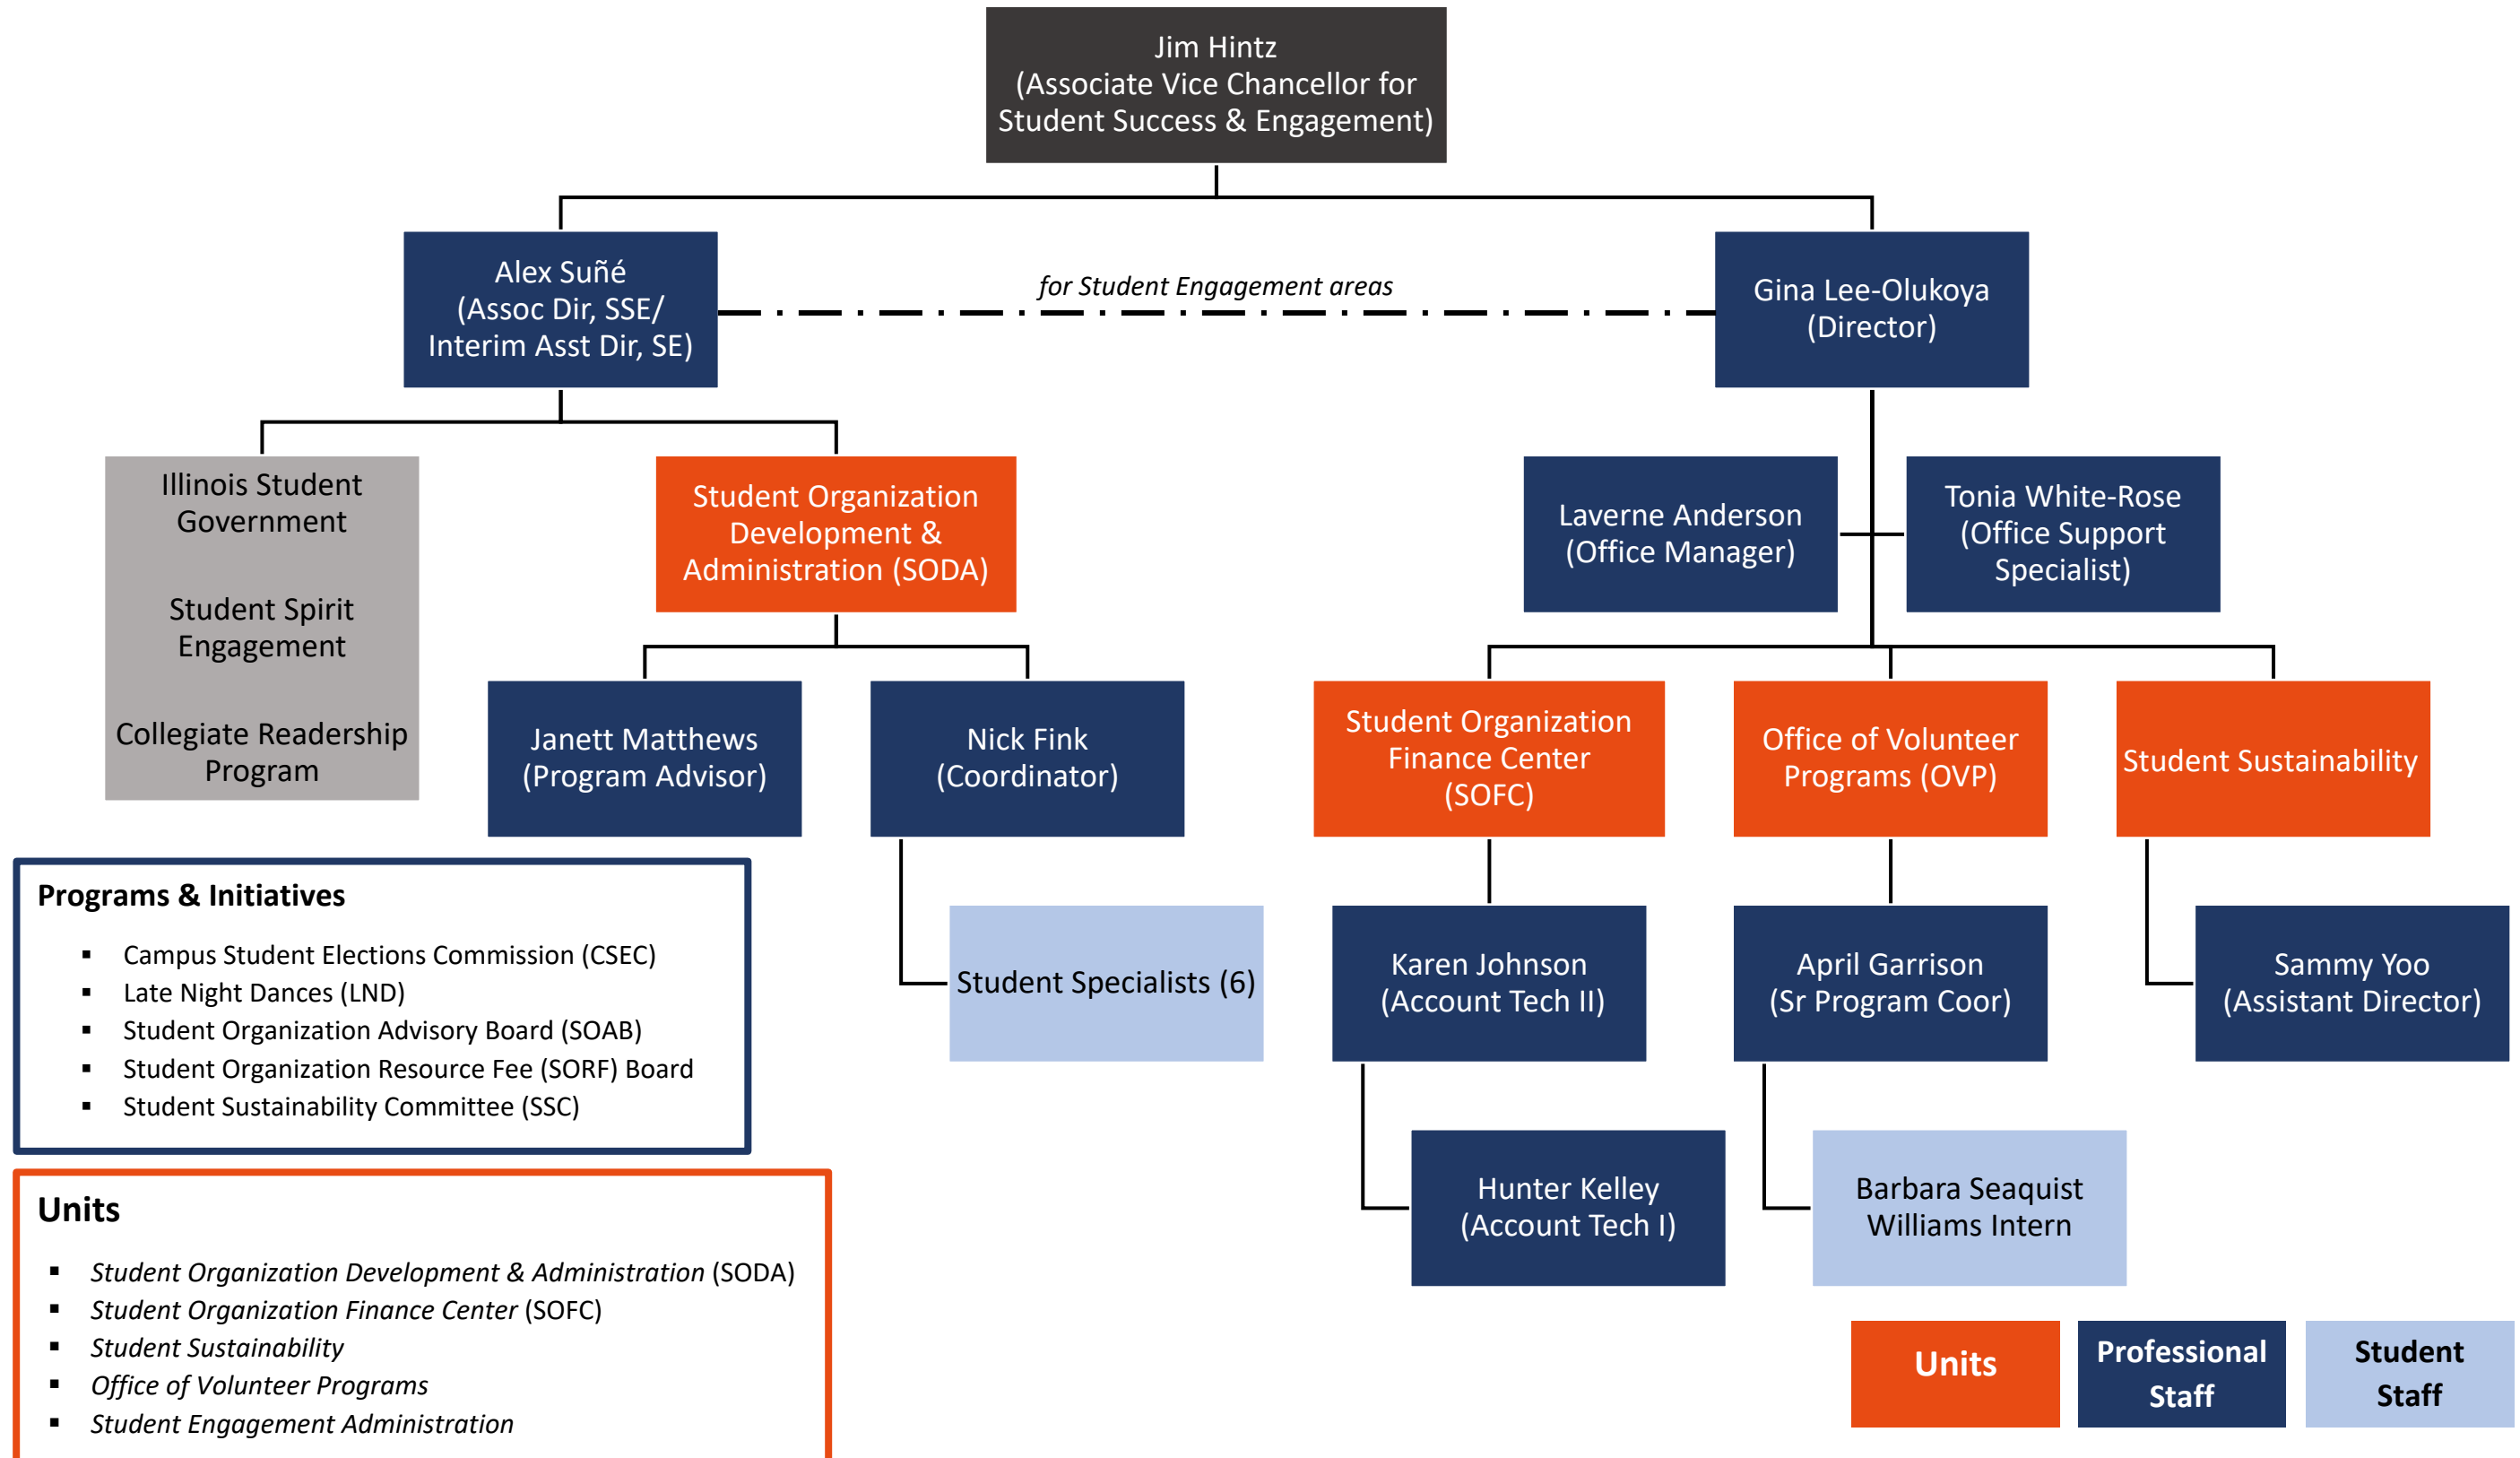 Jim Hintz
(Associate Vice Chancellor for
Student Success & Engagement)
Alex Suñé
(Assoc Dir, SSE/
Interim Asst Dir, SE)
for Student Engagement areas
Gina Lee-Olukoya
(Director)
Illinois Student
Government
Student Spirit
Engagement
Collegiate Readership
Program
Student Organization
Development &
Administration (SODA)
Laverne Anderson
(Office Manager)
Tonia White-Rose
(Office Support
Specialist)
Janett Matthews
(Program Advisor)
Nick Fink
(Coordinator)
Student Organization
Finance Center
(SOFC)
Office of Volunteer
Programs (OVP)
Student Sustainability
Student Specialists (6)
Karen Johnson
(Account Tech II)
April Garrison
(Sr Program Coor)
Sammy Yoo
(Assistant Director)
Hunter Kelley
(Account Tech I)
Barbara Seaquist
Williams Intern
Programs & Initiatives
▪ Campus Student Elections Commission (CSEC)
▪ Late Night Dances (LND)
▪ Student Organization Advisory Board (SOAB)
▪ Student Organization Resource Fee (SORF) Board
▪ Student Sustainability Committee (SSC)
Units
▪ Student Organization Development & Administration (SODA)
▪ Student Organization Finance Center (SOFC)
▪ Student Sustainability
▪ Office of Volunteer Programs
▪ Student Engagement Administration
Units
Professional
Staff
Student
Staff